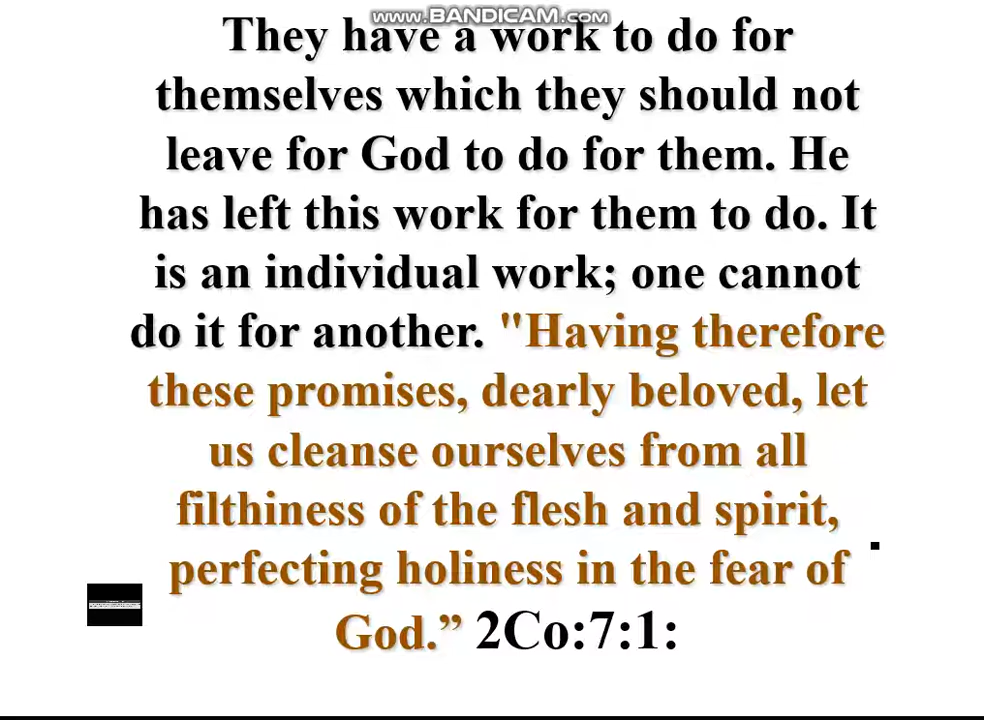 www.BANDICAM.com
They have a work to do for
themselves which they should not
leave for God to do for them. He
has left this work for them to do. It
is an individual work; one cannot
do it for another. "Having therefore
these promises, dearly beloved, let
us cleanse ourselves from all
filthiness of the flesh and spirit,
perfecting holiness in the fear of
God.” 2Co:7:1: